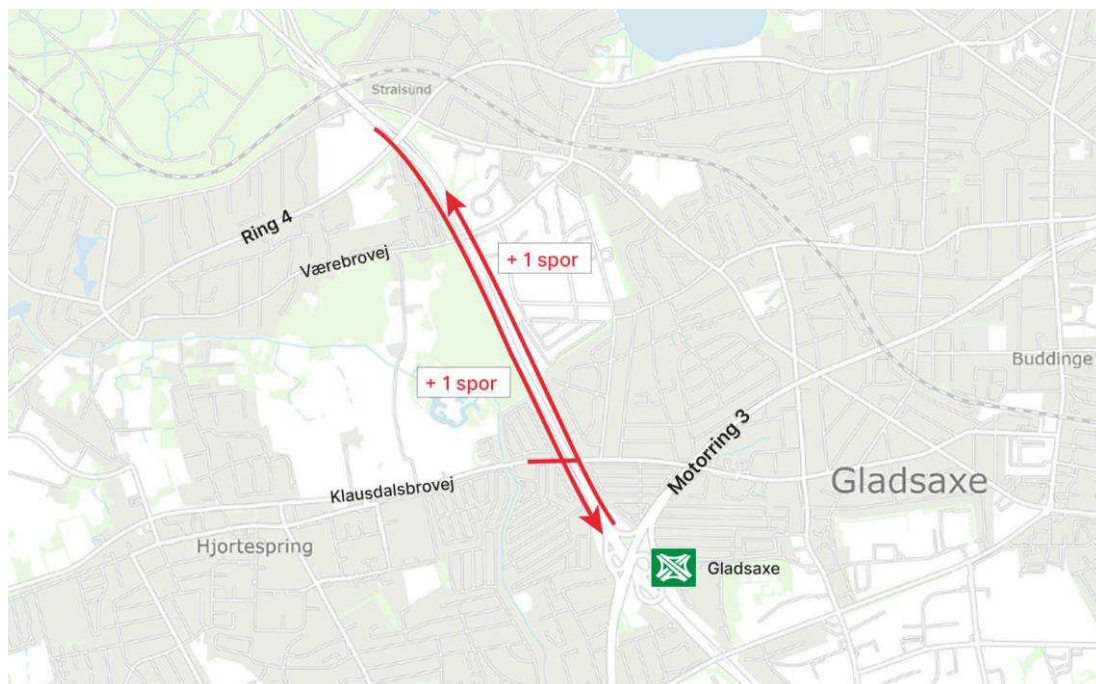 Stralsund
Ring 4
Værebrovej
+ 1 spor
+ 1 spor
Buddinge
Motorring 3
Gladsaxe
Klausdalsbrovej
Hjortespring
Gladsaxe